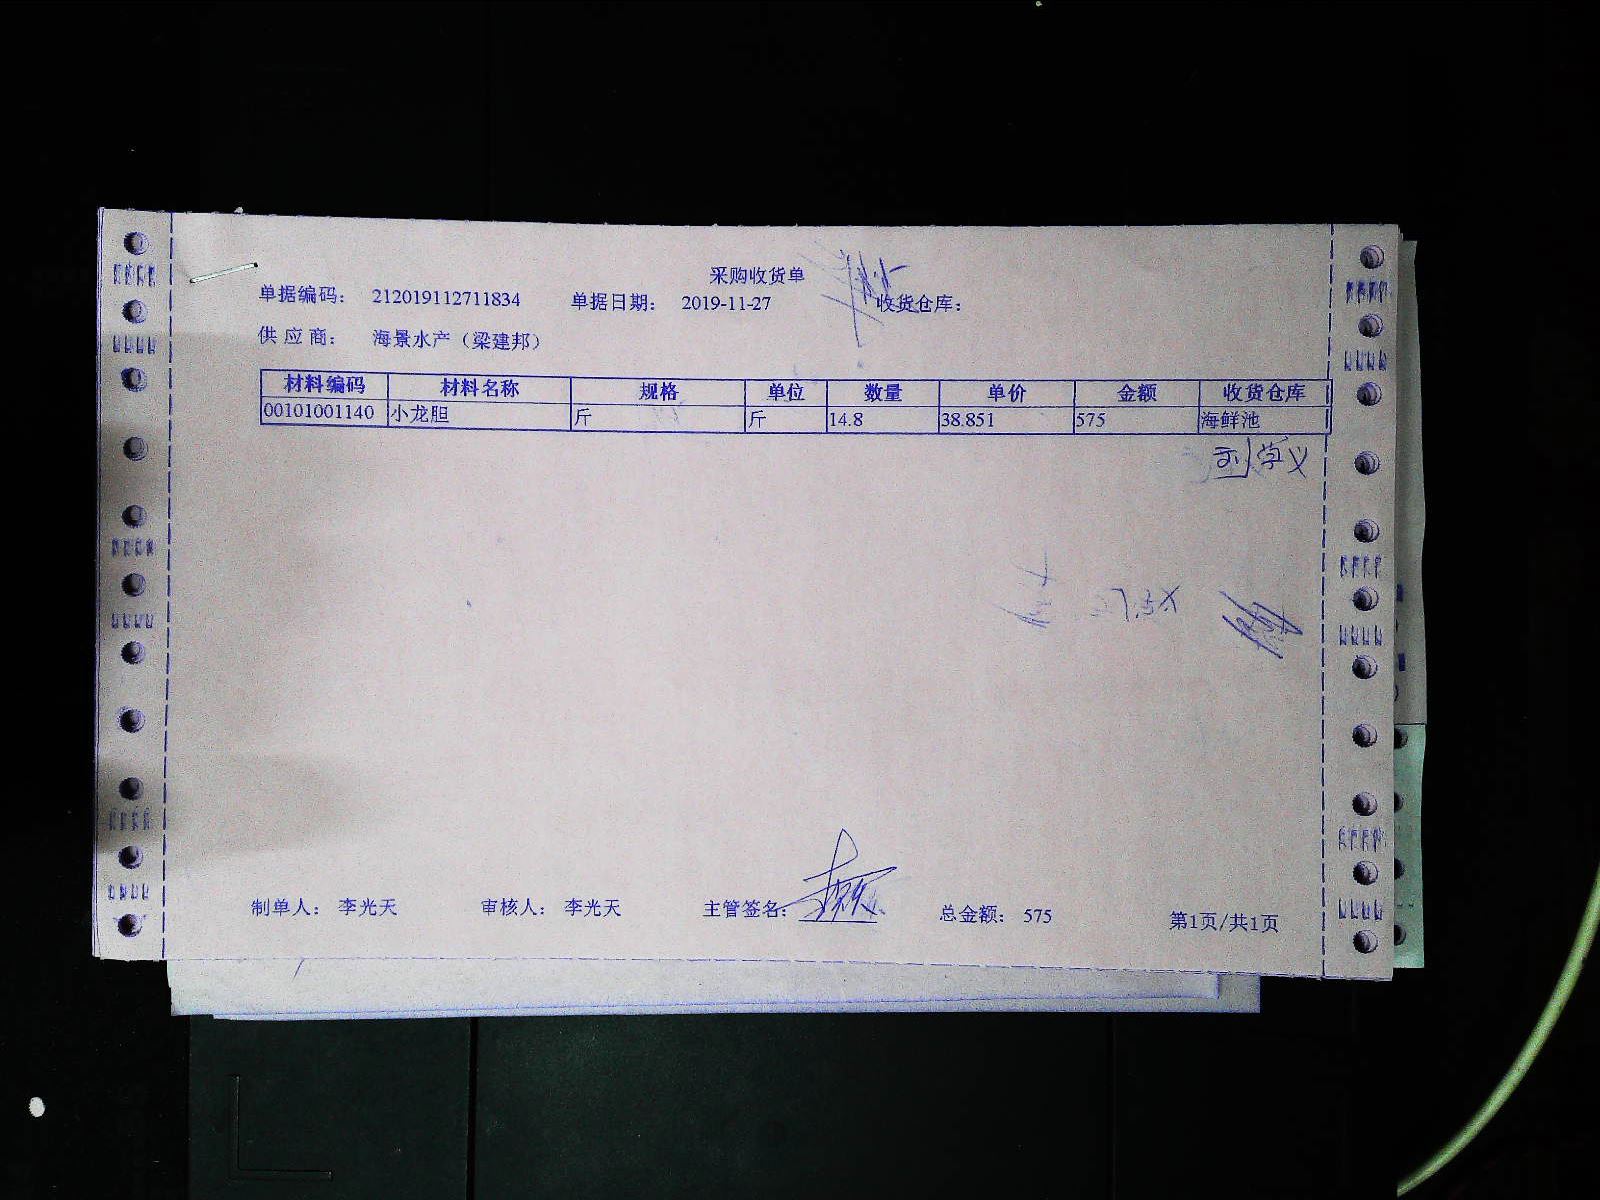 采购收货单
单据编码： 212019112711834 单据日期： 2019-11-27 收货仓库：
供应商： 海景水产（梁建邦）
材料编码 材料名称 规格 单位 数量 单价 金额 收货仓库
00101001140 小龙胆 斤 斤 14.8 38.851 575 海鲜池
刘学义
制单人： 李光天 审核人： 李光天 主管签名： 总金额： 575 第1页/共1页